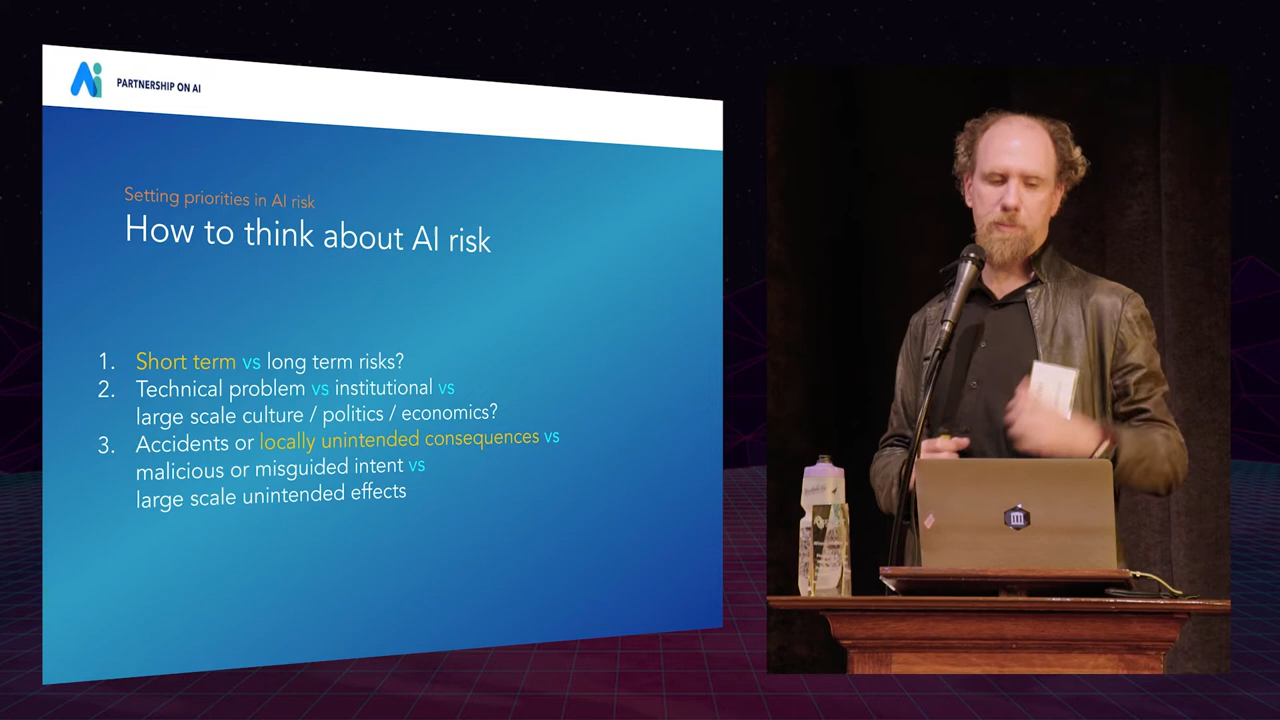 PARTNERSHIP ON AI
Setting priorities in AI risk
How to think about AI risk
1. Short term vs long term risks?
2. Technical problem vs institutional vs
large scale culture / politics / economics?
3. Accidents or locally unintended consequences vs
malicious or misguided intent vs
large scale unintended effects